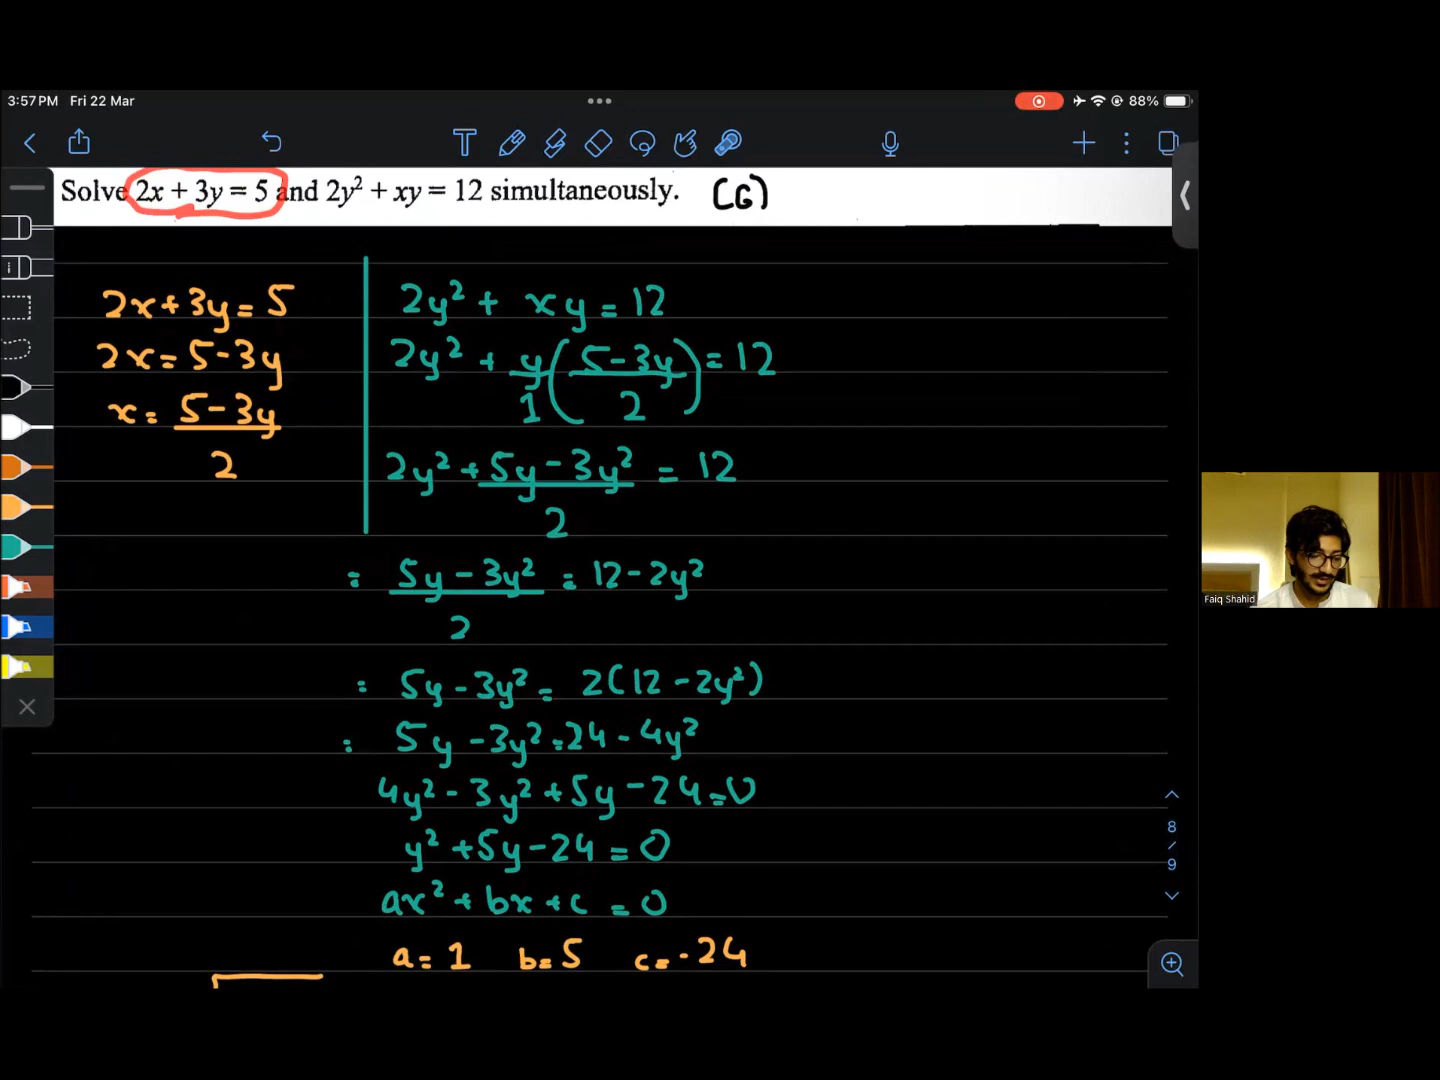 3:57 PM Fri 22 Mar
88%
T
Solve 2x + 3y = 5 and 2y² + xy = 12 simultaneously. (6)
2x+3y=5
2x=5-3y
x= 5-3y
2
2y² + xy = 12
2y² + y/1 (5-3y/2) = 12
2y² + 5y-3y²/2 = 12
= 5y-3y²/2 = 12-2y²
= 5y-3y² = 2(12-2y²)
= 5y-3y² = 24-4y²
4y²-3y²+5y-24=0
y²+5y-24=0
ax²+bx+c=0
a=1 b=5 c=-24
8
/
9
Faiq Shahid